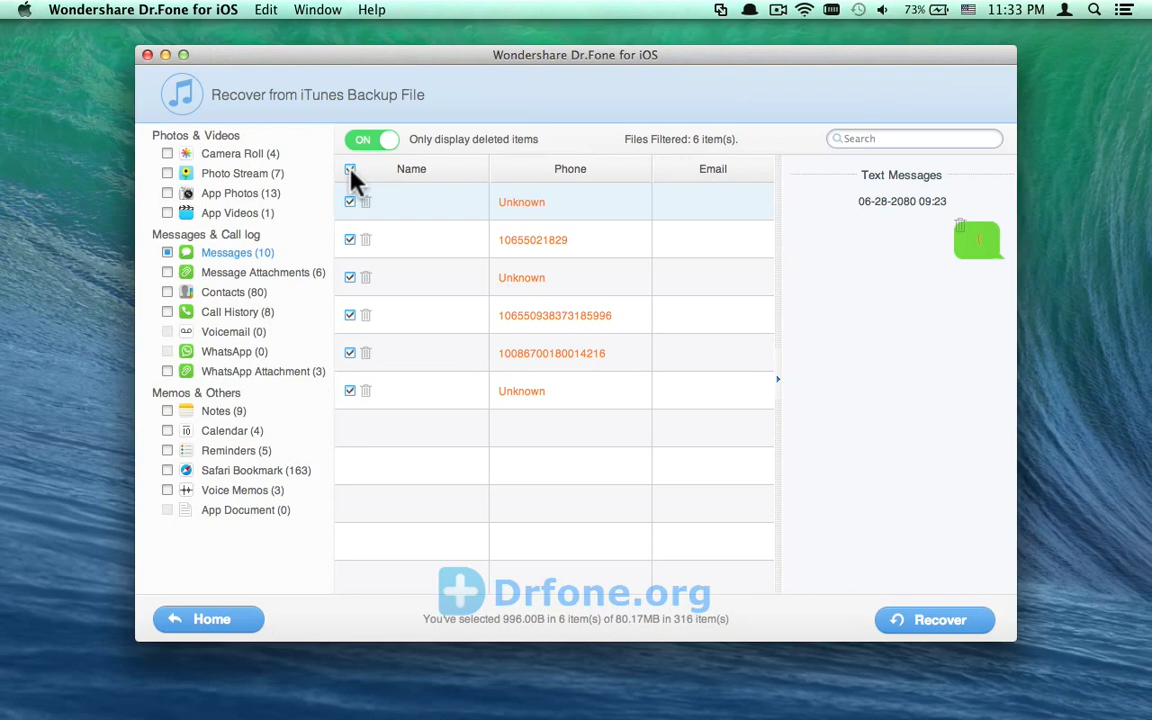 Wondershare Dr.Fone for iOS Edit Window Help 73% 11:33 PM
Wondershare Dr.Fone for iOS
Recover from iTunes Backup File
Photos & Videos
Camera Roll (4)
Photo Stream (7)
App Photos (13)
App Videos (1)
Messages & Call log
Messages (10)
Message Attachments (6)
Contacts (80)
Call History (8)
Voicemail (0)
WhatsApp (0)
WhatsApp Attachment (3)
Memos & Others
Notes (9)
Calendar (4)
Reminders (5)
Safari Bookmark (163)
Voice Memos (3)
App Document (0)
ON Only display deleted items Files Filtered: 6 item(s). Search
Name Phone Email
Unknown
10655021829
Unknown
106550938373185996
10086700180014216
Unknown
Text Messages
06-28-2080 09:23
Drfone.org
Home
You've selected 996.00B in 6 item(s) of 80.17MB in 316 item(s)
Recover